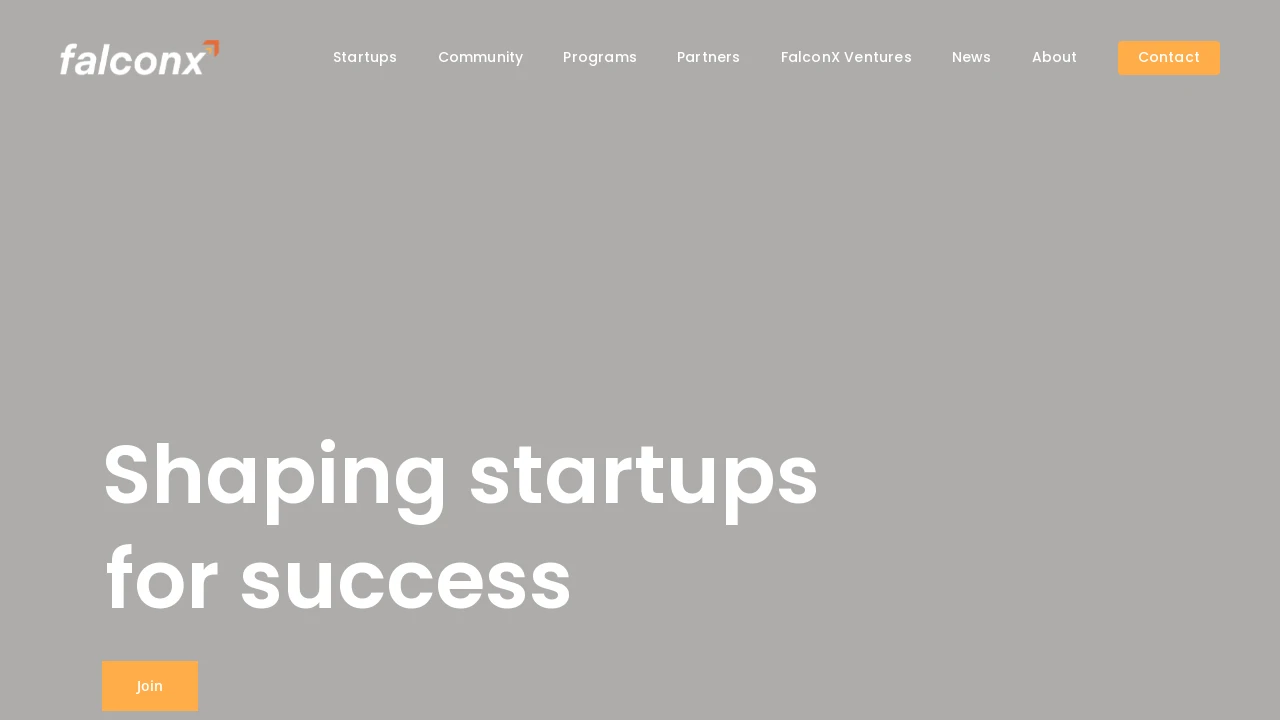 falconx
Startups
Community
Programs
Partners
FalconX Ventures
News
About
Contact
Shaping startups
for success
Join